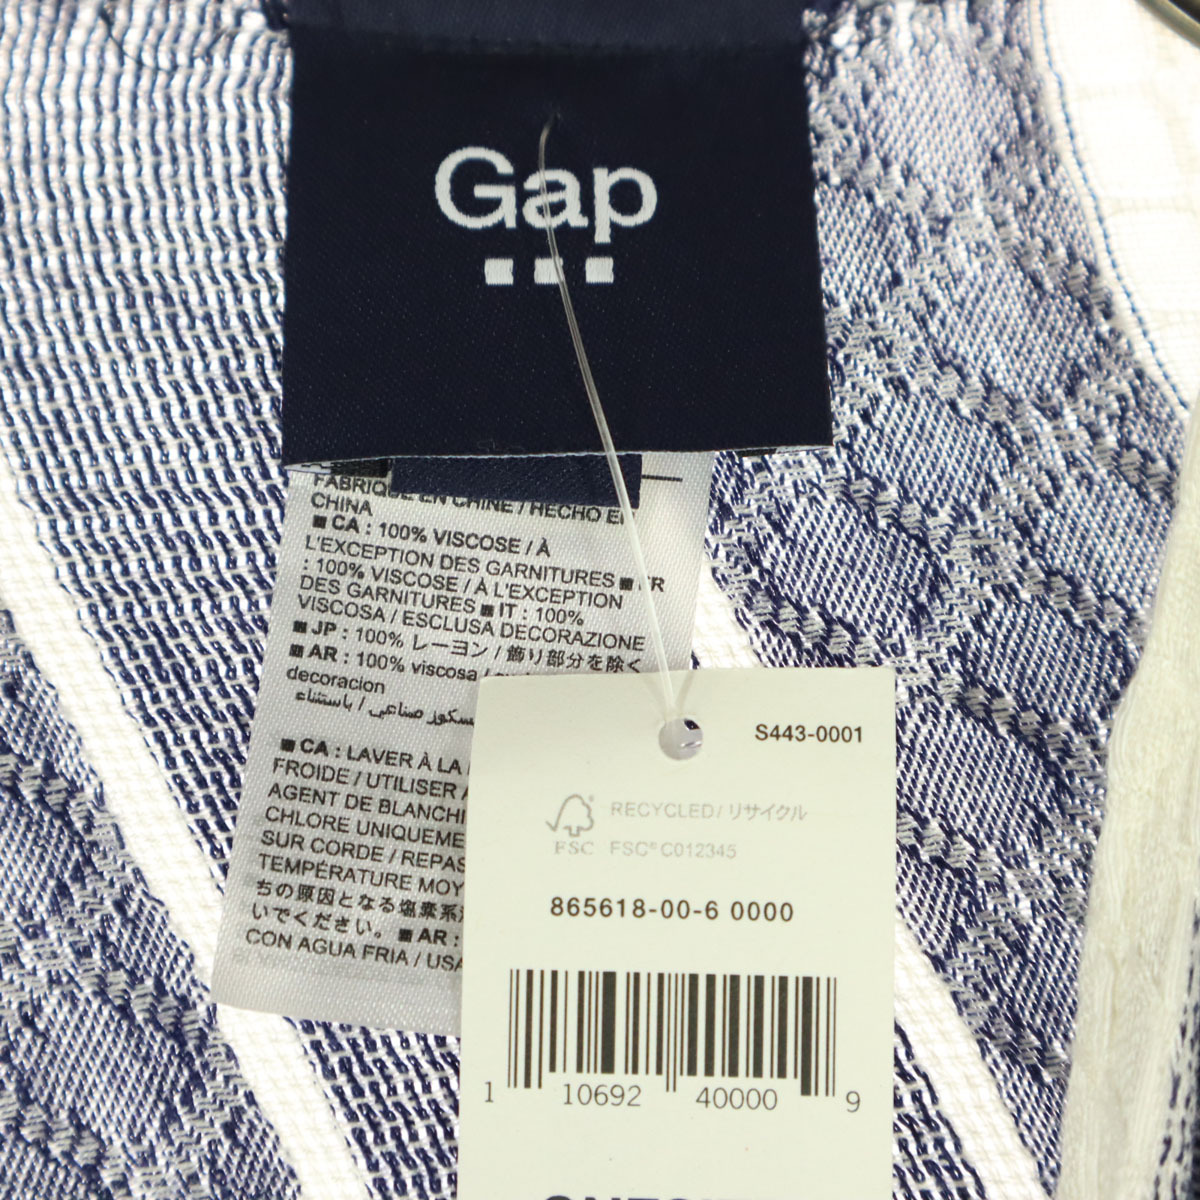 Gap
FABRIQUE EN CHINE / HECHO EN
CHINA
■ CA : 100% VISCOSE / À
L'EXCEPTION DES GARNITURES ■ FR
: 100% VISCOSE / À L'EXCEPTION
DES GARNITURES ■ IT : 100%
VISCOSA / ESCLUSA DECORAZIONE
■ JP : 100% レーヨン / 飾り部分を除く
■ AR : 100% viscosa /
decoracion
صناعي / باستثناء
■ CA : LAVER À LA
FROIDE / UTILISER
AGENT DE BLANCHI
CHLORE UNIQUEME
SUR CORDE / REPAS
TEMPÉRATURE MOY
ちの原因となる塩素系
いでください。 ■ AR :
CON AGUA FRIA / USA
S443-0001
RECYCLED / リサイクル
FSC FSC® C012345
865618-00-6 0000
1 10692 40000 9